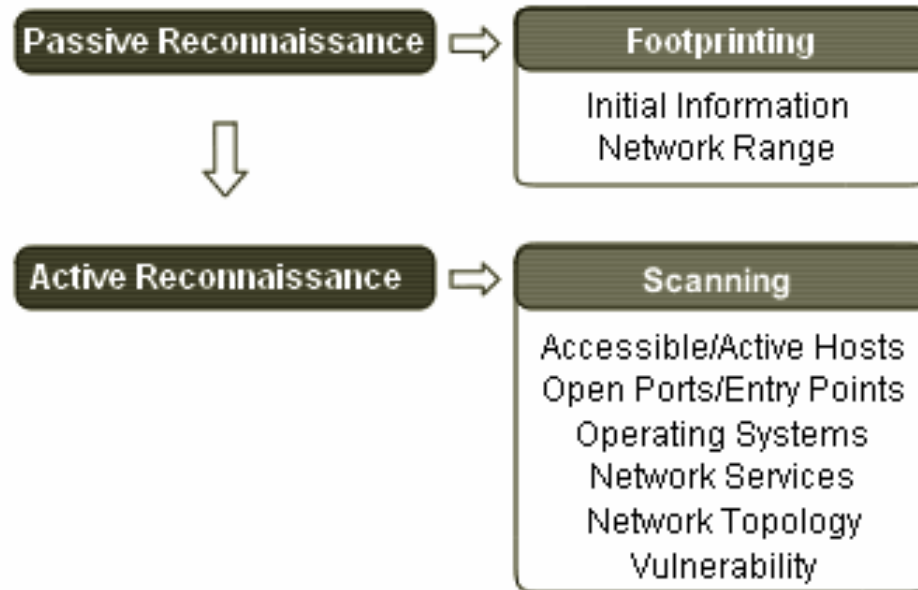 Passive Reconnaissance
Footprinting
Initial Information
Network Range
Active Reconnaissance
Scanning
Accessible/Active Hosts
Open Ports/Entry Points
Operating Systems
Network Services
Network Topology
Vulnerability